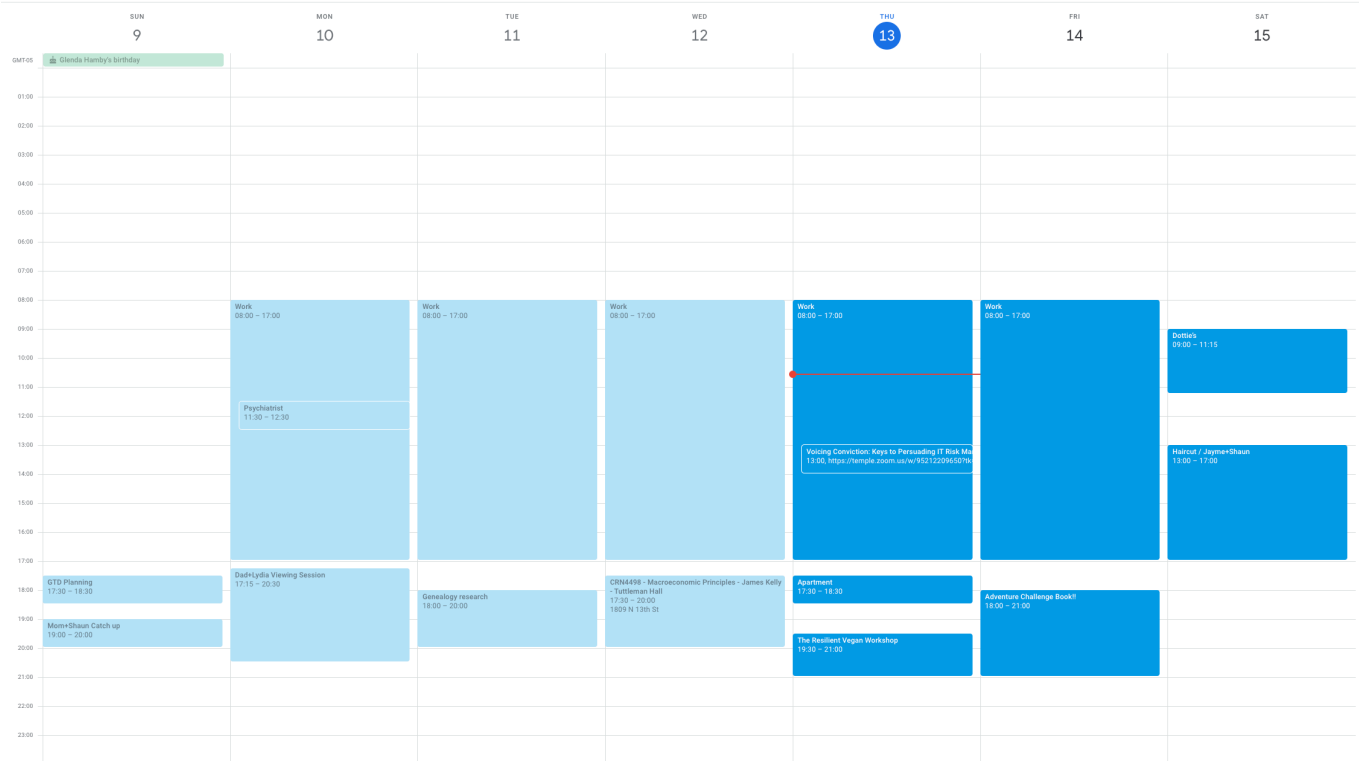 SUN
MON
TUE
WED
THU
FRI
SAT
9
10
11
12
13
14
15
GMT-05
Glenda Hamby's birthday
01:00
02:00
03:00
04:00
05:00
06:00
07:00
08:00
09:00
10:00
11:00
12:00
13:00
14:00
15:00
16:00
17:00
18:00
19:00
20:00
21:00
22:00
23:00
GTD Planning
17:30 – 18:30
Mom+Shaun Catch up
19:00 – 20:00
Work
08:00 – 17:00
Psychiatrist
11:30 – 12:30
Dad+Lydia Viewing Session
17:15 – 20:30
Work
08:00 – 17:00
Genealogy research
18:00 – 20:00
Work
08:00 – 17:00
CRN4498 - Macroeconomic Principles - James Kelly
- Tuttleman Hall
17:30 – 20:00
1809 N 13th St
Work
08:00 – 17:00
Voicing Conviction: Keys to Persuading IT Risk Ma
13:00, https://temple.zoom.us/w/95212209650?tk
Apartment
17:30 – 18:30
The Resilient Vegan Workshop
19:30 – 21:00
Work
08:00 – 17:00
Adventure Challenge Book!!
18:00 – 21:00
Dottie's
09:00 – 11:15
Haircut / Jayme+Shaun
13:00 – 17:00